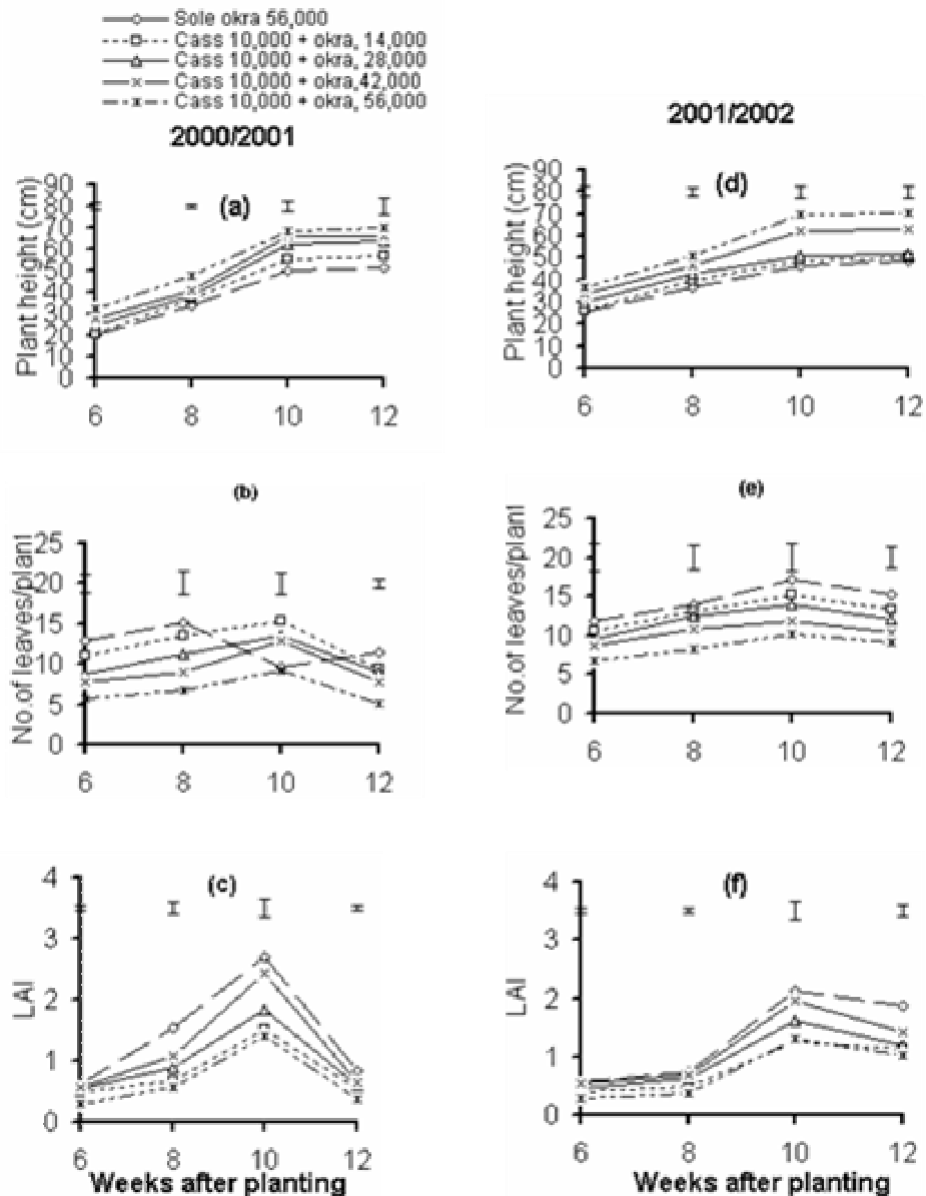 Sole okra 56,000
Cass 10,000 + okra, 14,000
Cass 10,000 + okra, 28,000
Cass 10,000 + okra,42,000
Cass 10,000 + okra, 56,000
2000/2001
2001/2002
Plant height (cm)
90
80
70
60
50
40
30
20
10
0
(a)
6 8 10 12
Plant height (cm)
90
80
70
60
50
40
30
20
10
0
(d)
6 8 10 12
(b)
No.of leaves/plant
25
20
15
10
5
0
6 8 10 12
(e)
No.of leaves/plant
25
20
15
10
5
0
6 8 10 12
(c)
LAI
4
3
2
1
0
6 8 10 12
Weeks after planting
(f)
LAI
4
3
2
1
0
6 8 10 12
Weeks after planting